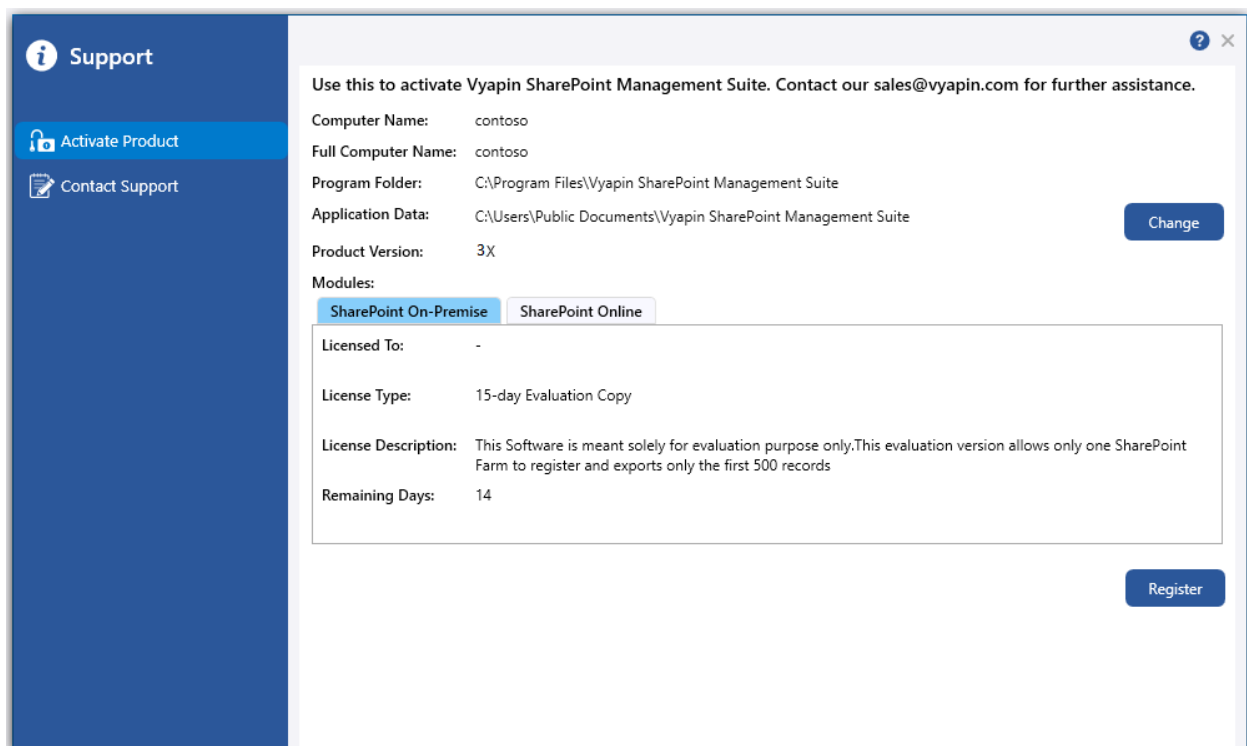 Support
Use this to activate Vyapin SharePoint Management Suite. Contact our sales@vyapin.com for further assistance.
Activate Product
Contact Support
Computer Name: contoso
Full Computer Name: contoso
Program Folder: C:\Program Files\Vyapin SharePoint Management Suite
Application Data: C:\Users\Public Documents\Vyapin SharePoint Management Suite
Change
Product Version: 3X
Modules:
SharePoint On-Premise SharePoint Online
Licensed To: -
License Type: 15-day Evaluation Copy
License Description: This Software is meant solely for evaluation purpose only.This evaluation version allows only one SharePoint
Farm to register and exports only the first 500 records
Remaining Days: 14
Register